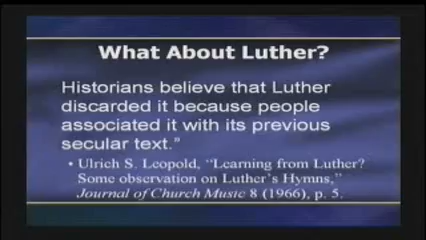 What About Luther?
Historians believe that Luther
discarded it because people
associated it with its previous
secular text.”
• Ulrich S. Leopold, “Learning from Luther?
Some observation on Luther's Hymns,”
Journal of Church Music 8 (1966), p. 5.